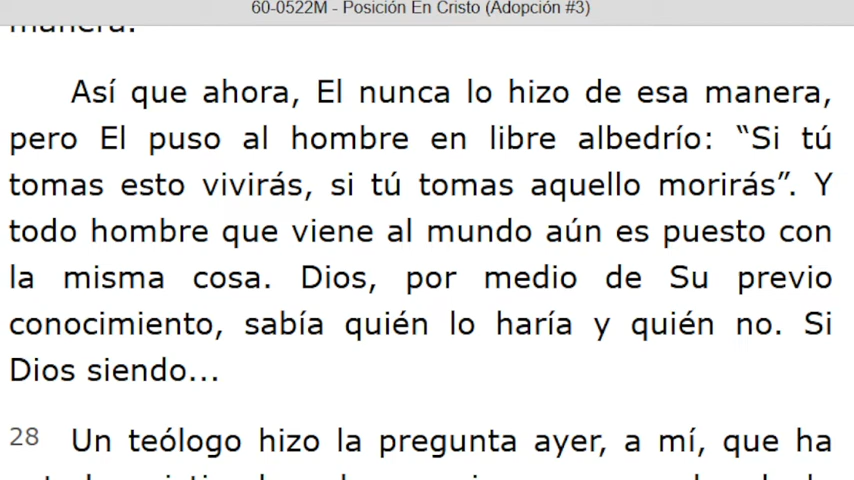 60-0522M - Posición En Cristo (Adopción #3)
manera.
Así que ahora, El nunca lo hizo de esa manera,
pero El puso al hombre en libre albedrío: “Si tú
tomas esto vivirás, si tú tomas aquello morirás”. Y
todo hombre que viene al mundo aún es puesto con
la misma cosa. Dios, por medio de Su previo
conocimiento, sabía quién lo haría y quién no. Si
Dios siendo...
28 Un teólogo hizo la pregunta ayer, a mí, que ha